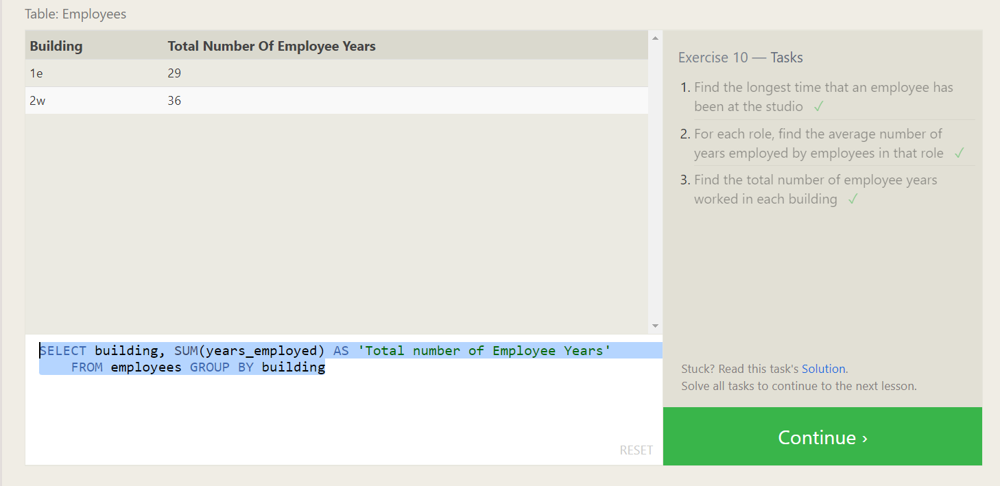 Table: Employees
Building Total Number Of Employee Years
1e 29
2w 36
SELECT building, SUM(years_employed) AS 'Total number of Employee Years'
FROM employees GROUP BY building
RESET
Exercise 10 — Tasks
1. Find the longest time that an employee has
been at the studio ✓
2. For each role, find the average number of
years employed by employees in that role ✓
3. Find the total number of employee years
worked in each building ✓
Stuck? Read this task's Solution.
Solve all tasks to continue to the next lesson.
Continue ›